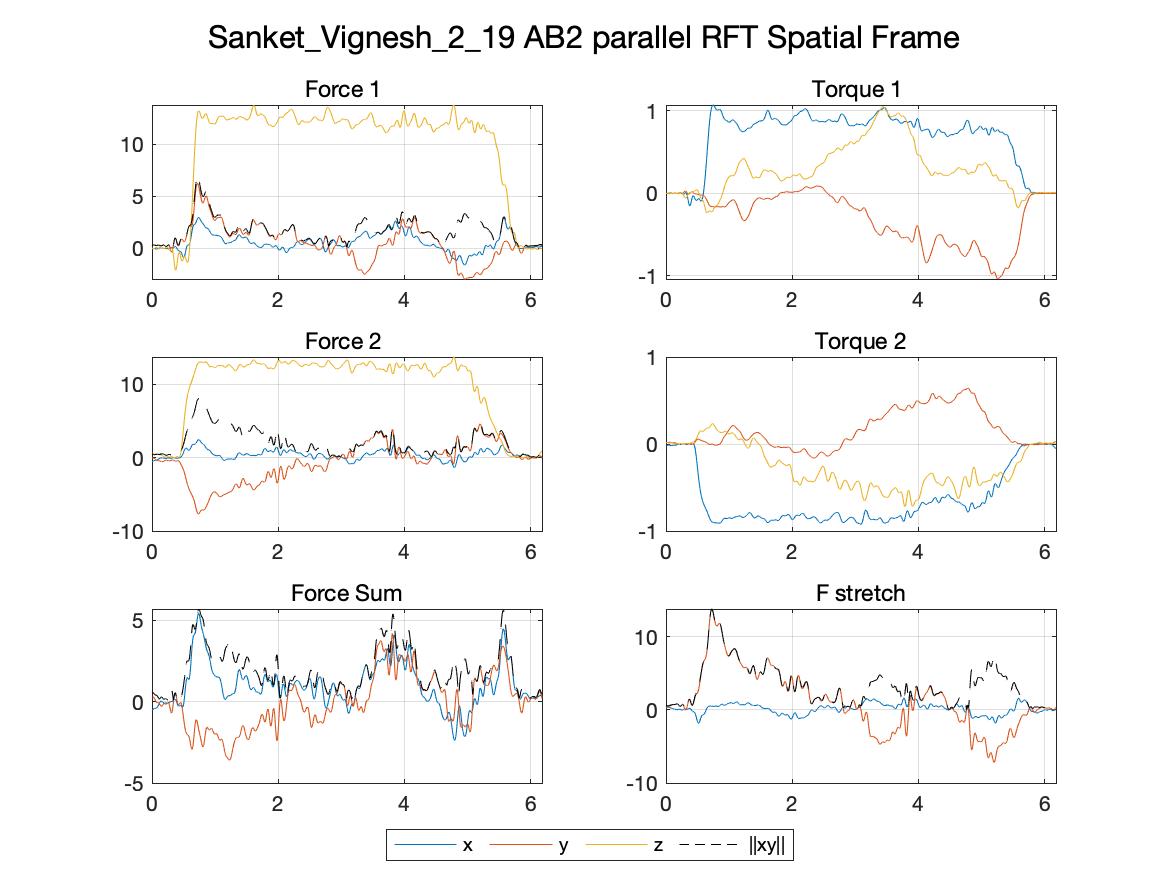 Sanket_Vignesh_2_19 AB2 parallel RFT Spatial Frame
Force 1
10
5
0
0 2 4 6
Torque 1
1
0
-1
0 2 4 6
Force 2
10
0
-10
0 2 4 6
Torque 2
1
0
-1
0 2 4 6
Force Sum
5
0
-5
0 2 4 6
F stretch
10
0
-10
0 2 4 6
x y z ||xy||